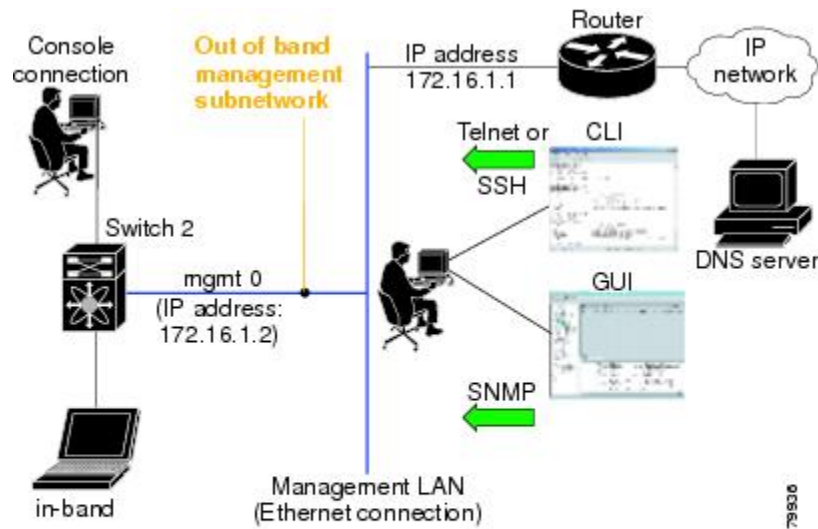 Console
connection
Out of band
management
subnetwork
IP address
172.16.1.1
Router
IP
network
Telnet or
SSH
CLI
DNS server
Switch 2
mgmt 0
(IP address:
172.16.1.2)
GUI
SNMP
in-band
Management LAN
(Ethernet connection)
79936